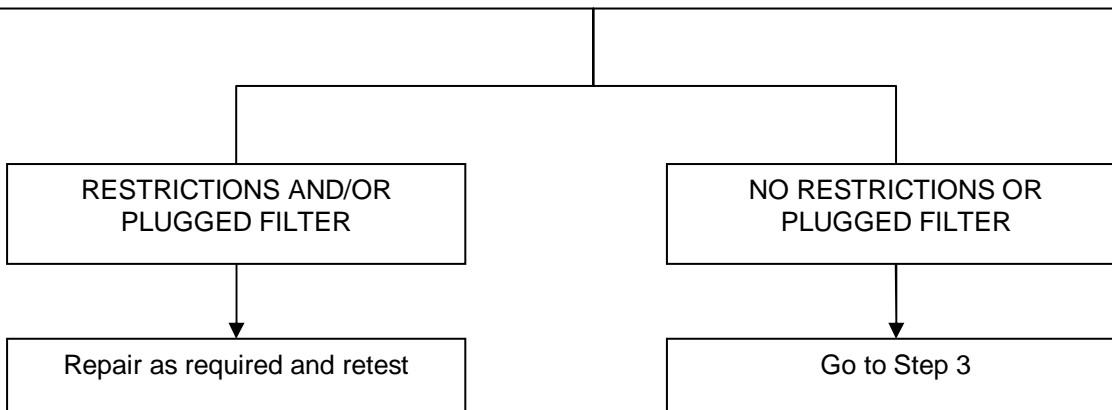 RESTRICTIONS AND/OR
PLUGGED FILTER
NO RESTRICTIONS OR
PLUGGED FILTER
Repair as required and retest
Go to Step 3